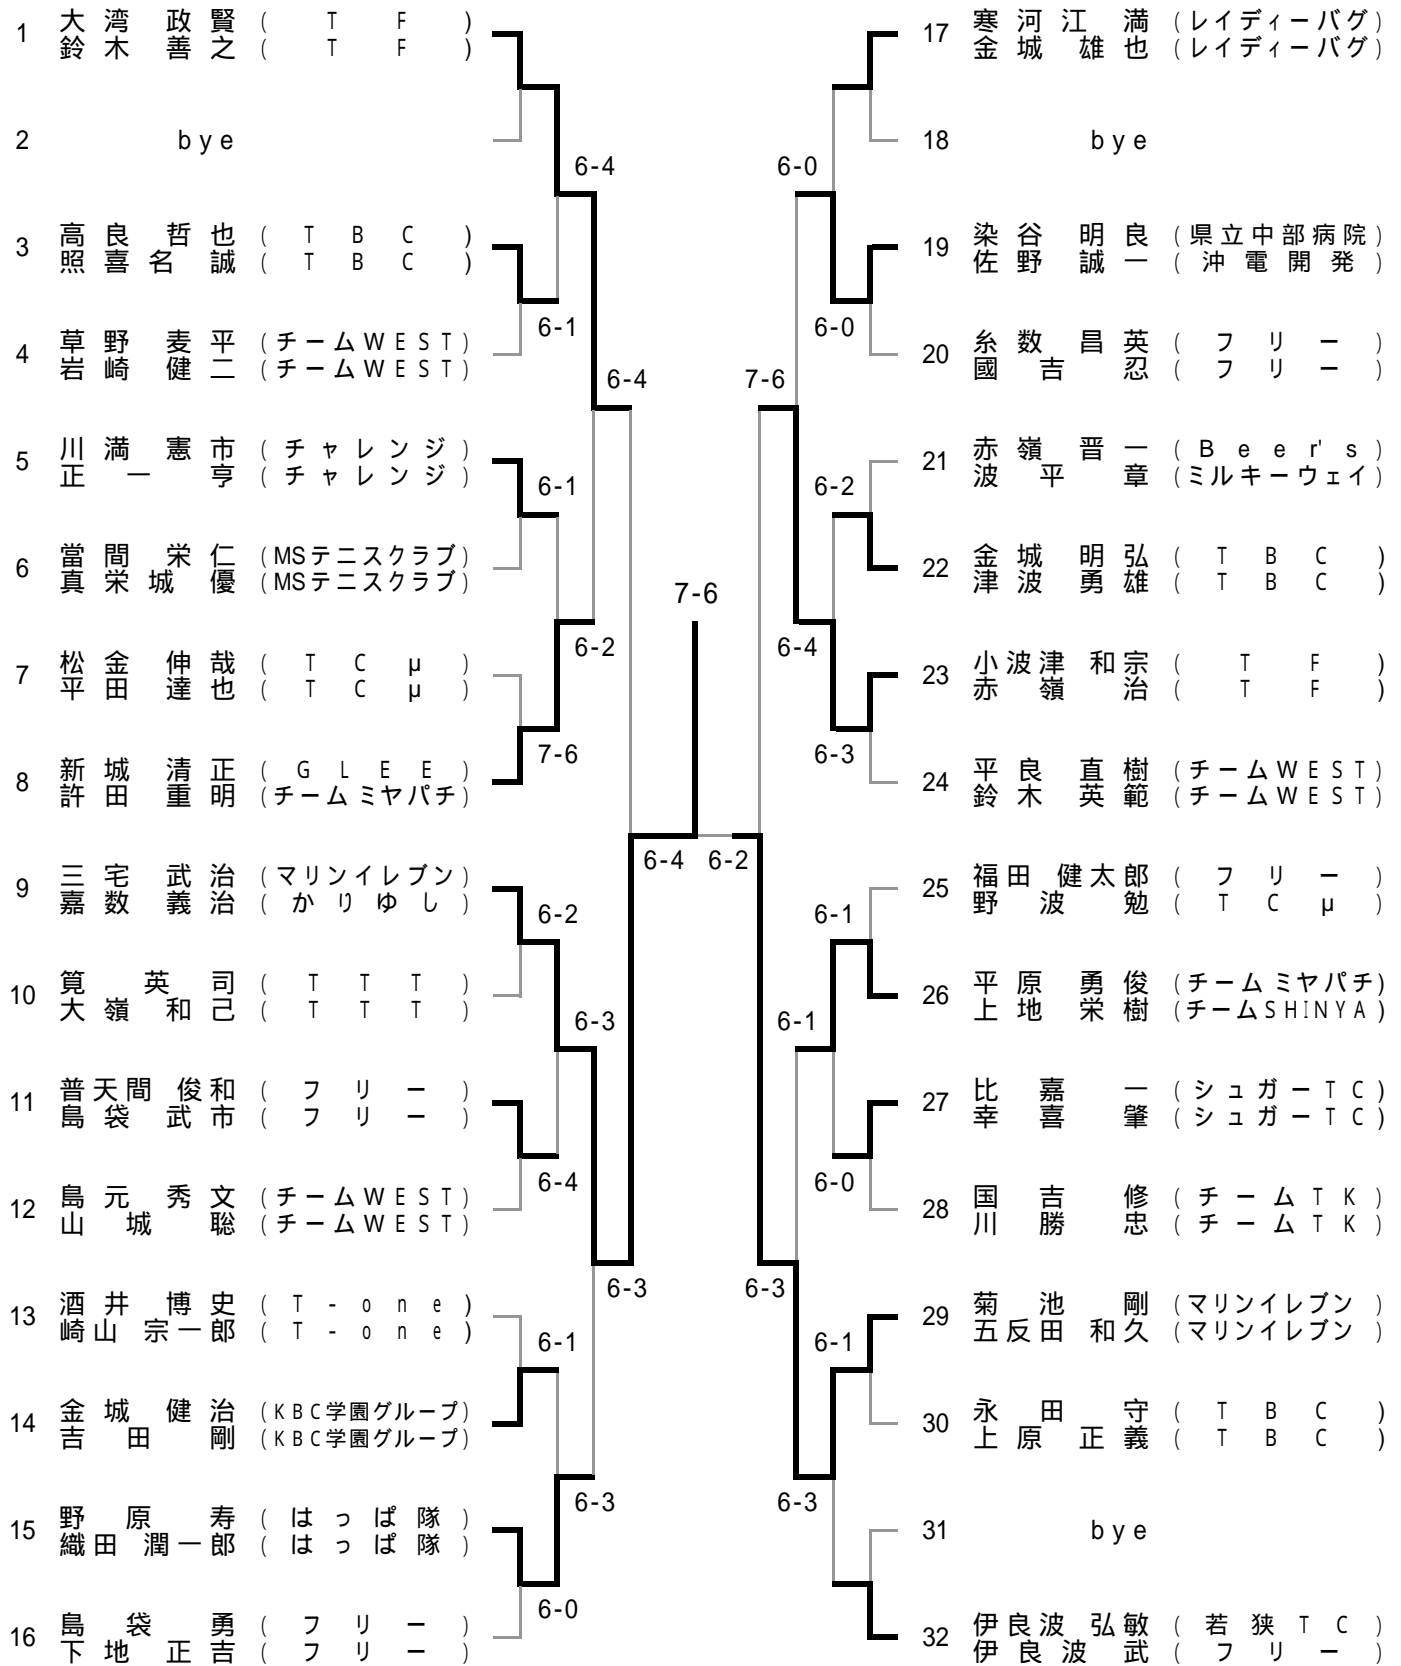 1 大湾 政賢 (TF)
鈴木 善之 (TF)
2 bye
3 高良 哲也 (TBC)
照喜名 誠 (TBC)
4 草野 麦平 (チームWEST)
岩崎 健二 (チームWEST)
5 川満 憲市 (チャレンジ)
正一 亨 (チャレンジ)
6 當間 栄仁 (MSテニスクラブ)
真栄城 優 (MSテニスクラブ)
7 松金 伸哉 (TCμ)
平田 達也 (TCμ)
8 新城 清正 (GLEE)
許田 重明 (チームミヤパチ)
9 三宅 武治 (マリンイレブン)
嘉数 義治 (かりゆし)
10 筧 英司 (TTT)
大嶺 和己 (TTT)
11 普天間 俊和 (フリー)
島袋 武市 (フリー)
12 島元 秀文 (チームWEST)
山城 聡 (チームWEST)
13 酒井 博史 (T-one)
崎山 宗一郎 (T-one)
14 金城 健治 (KBC学園グループ)
吉田 剛 (KBC学園グループ)
15 野原 寿 (はっぱ隊)
織田 潤一郎 (はっぱ隊)
16 島袋 勇 (フリー)
下地 正吉 (フリー)
6-4
6-1
6-4
6-1
6-2
7-6
6-2
6-3
6-4
6-3
6-1
6-3
6-0
7-6
6-4 6-2
6-0
6-0
7-6
6-2
6-4
6-3
6-1
6-1
6-0
6-3
6-1
6-3
17 寒河江 満 (レイディーバグ)
金城 雄也 (レイディーバグ)
18 bye
19 染谷 明良 (県立中部病院)
佐野 誠一 (沖電開発)
20 糸数 昌英 (フリー)
國吉 忍 (フリー)
21 赤嶺 晋一 (Beer's)
波平 章 (ミルキーウェイ)
22 金城 明弘 (TBC)
津波 勇雄 (TBC)
23 小波津 和宗 (TF)
赤嶺 治 (TF)
24 平良 直樹 (チームWEST)
鈴木 英範 (チームWEST)
25 福田 健太郎 (フリー)
野波 勉 (TCμ)
26 平原 勇俊 (チームミヤパチ)
上地 栄樹 (チームSHINYA)
27 比嘉 一 (シュガーTC)
幸喜 肇 (シュガーTC)
28 国吉 修 (チームTK)
川勝 忠 (チームTK)
29 菊池 剛 (マリンイレブン)
五反田 和久 (マリンイレブン)
30 永田 守 (TBC)
上原 正義 (TBC)
31 bye
32 伊良波 弘敏 (若狭TC)
伊良波 武 (フリー)